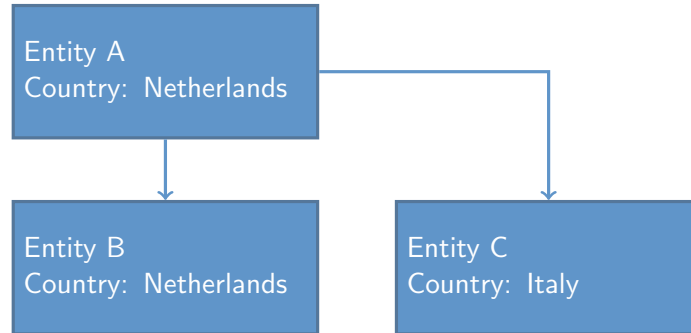 Entity A
Country: Netherlands
Entity B
Country: Netherlands
Entity C
Country: Italy